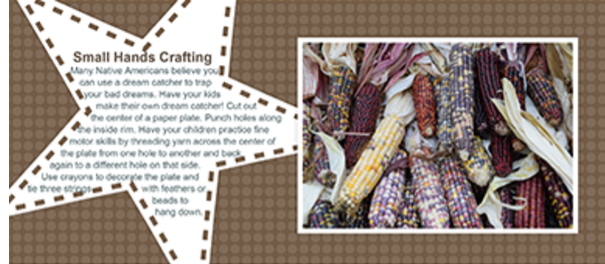 Small Hands Crafting
Many Native Americans believe you
can use a dream catcher to trap
your bad dreams. Have your kids
make their own dream catcher! Cut out
the center of a paper plate. Punch holes along
the inside rim. Have your children practice fine
motor skills by threading yarn across the center of
the plate from one hole to another and back
again to a different hole on that side.
Use crayons to decorate the plate and
tie three strings with feathers or
beads to
hang down.